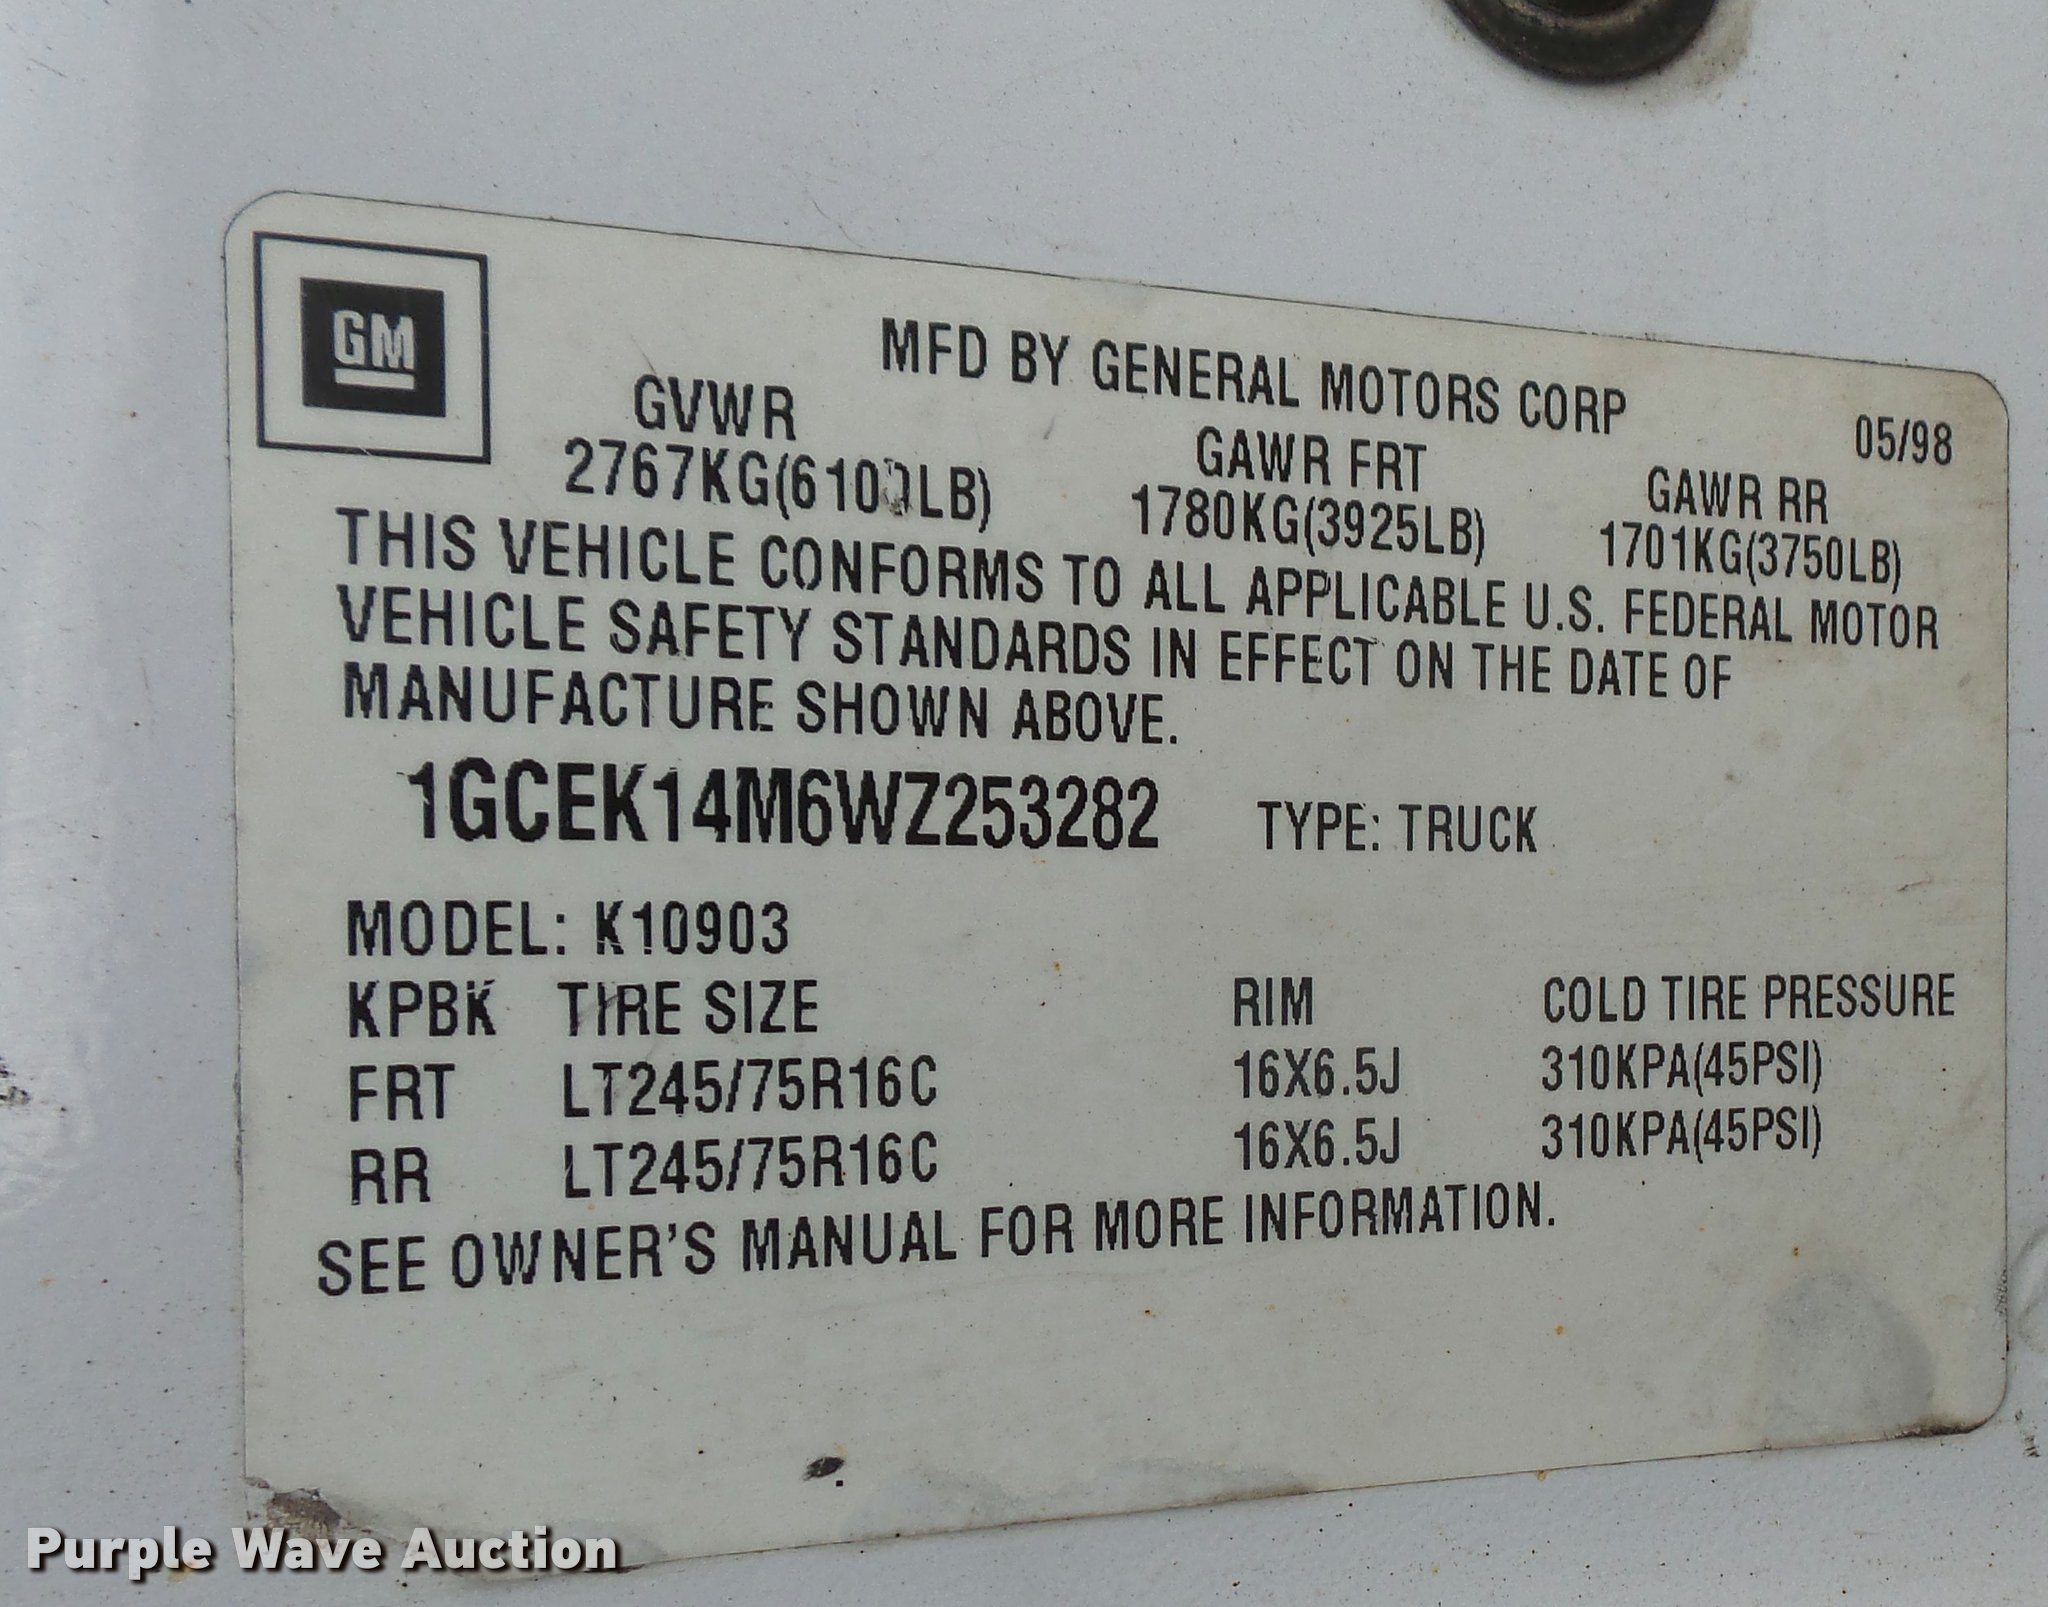 GM
MFD BY GENERAL MOTORS CORP
05/98
GVWR
GAWR FRT
GAWR RR
2767KG(6100LB)
1780KG(3925LB)
1701KG(3750LB)
THIS VEHICLE CONFORMS TO ALL APPLICABLE U.S. FEDERAL MOTOR
VEHICLE SAFETY STANDARDS IN EFFECT ON THE DATE OF
MANUFACTURE SHOWN ABOVE.
1GCEK14M6WZ253282 TYPE: TRUCK
MODEL: K10903
KPBK TIRE SIZE RIM COLD TIRE PRESSURE
FRT LT245/75R16C 16X6.5J 310KPA(45PSI)
RR LT245/75R16C 16X6.5J 310KPA(45PSI)
SEE OWNER'S MANUAL FOR MORE INFORMATION.
Purple Wave Auction